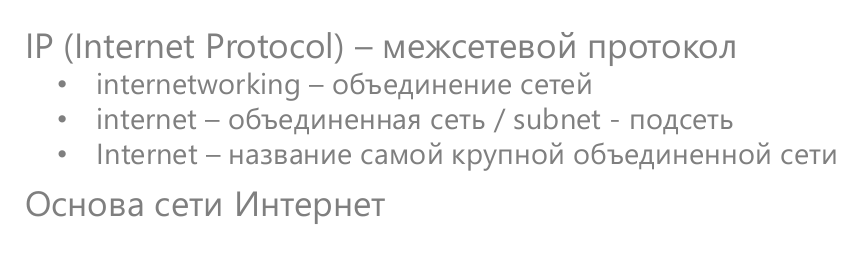 IP (Internet Protocol) – межсетевой протокол
• internetworking – объединение сетей
• internet – объединенная сеть / subnet - подсеть
• Internet – название самой крупной объединенной сети
Основа сети Интернет